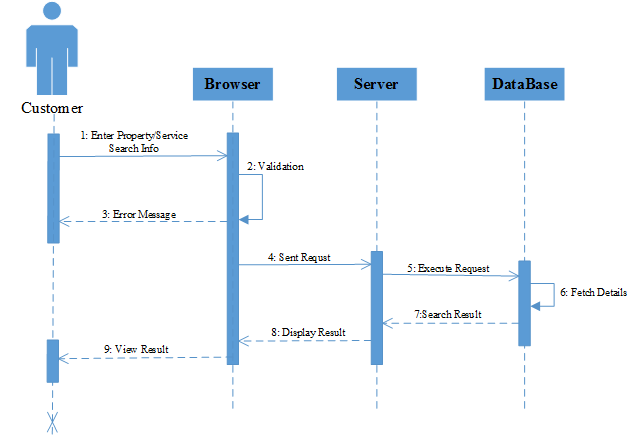 Customer
Browser
Server
DataBase
1: Enter Property/Service
Search Info
2: Validation
3: Error Message
4: Sent Requst
5: Execute Request
6: Fetch Details
7:Search Result
8: Display Result
9: View Result